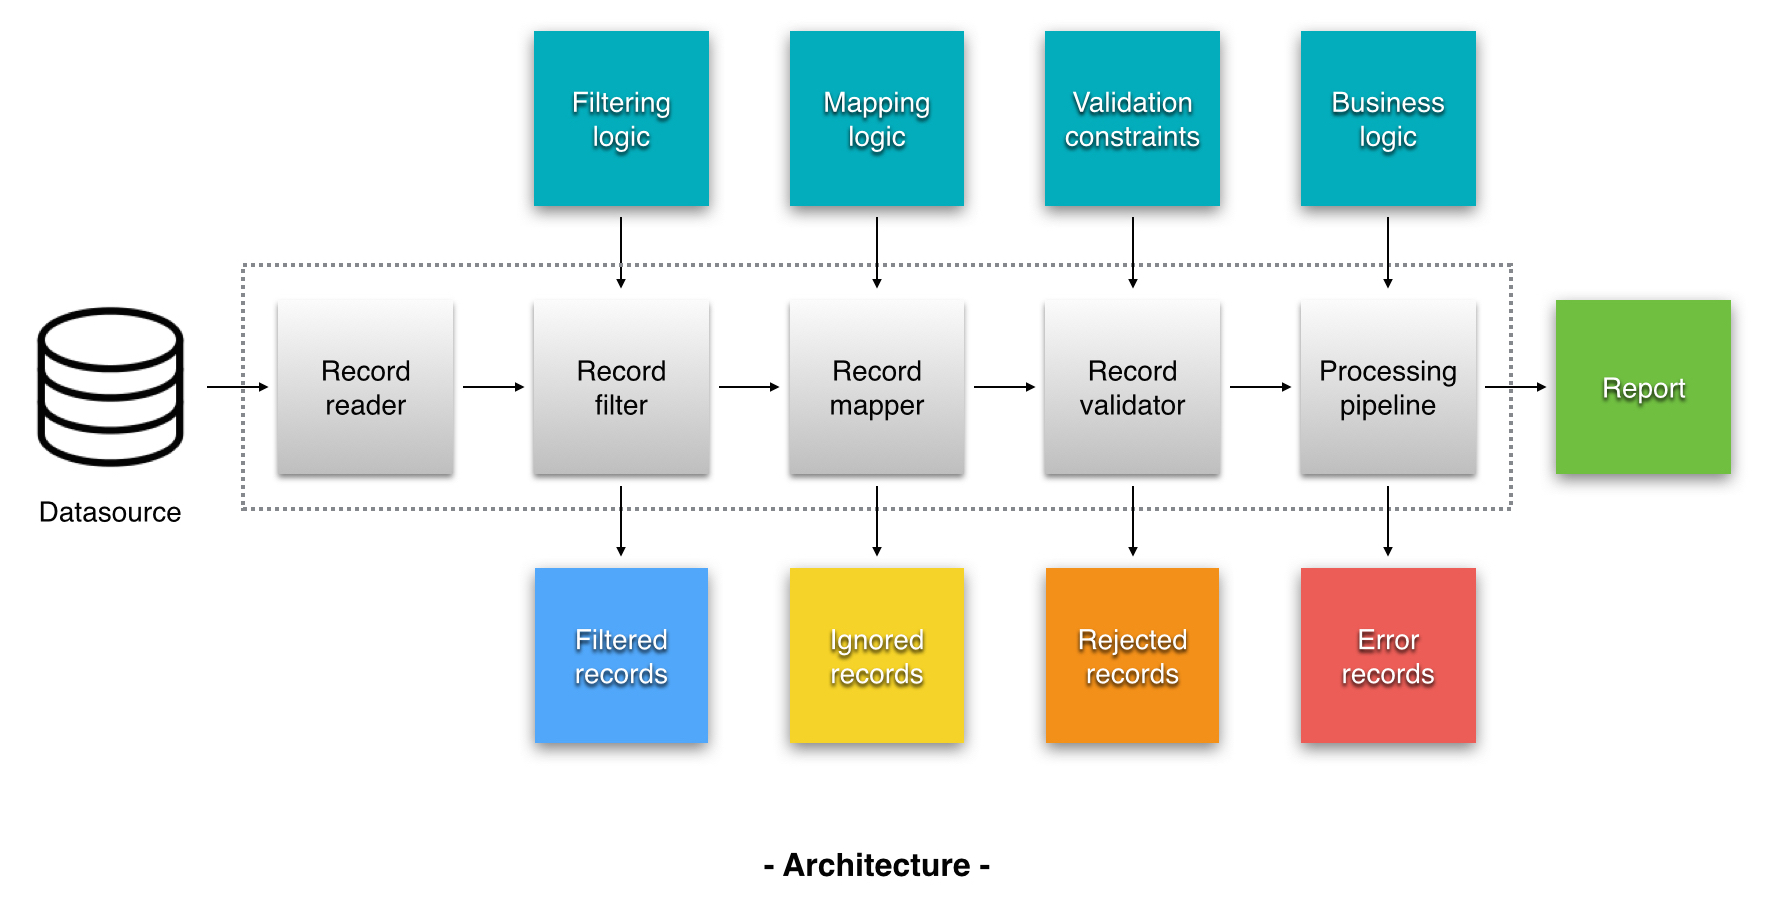 Filtering
logic
Mapping
logic
Validation
constraints
Business
logic
Datasource
Record
reader
Record
filter
Record
mapper
Record
validator
Processing
pipeline
Report
Filtered
records
Ignored
records
Rejected
records
Error
records
- Architecture -